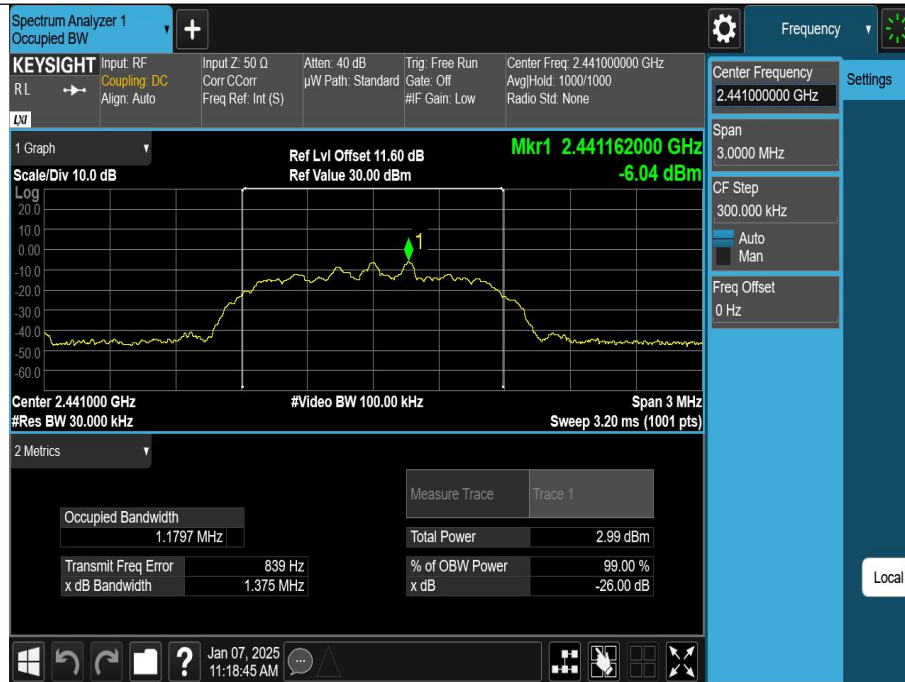 Spectrum Analyzer 1
Occupied BW
+
Frequency
KEYSIGHT
RL
LXI
Input: RF
Coupling: DC
Align: Auto
Input Z: 50 Ω
Corr CCorr
Freq Ref: Int (S)
Atten: 40 dB
µW Path: Standard
Trig: Free Run
Gate: Off
#IF Gain: Low
Center Freq: 2.441000000 GHz
Avg|Hold: 1000/1000
Radio Std: None
Center Frequency
2.441000000 GHz
Settings
Span
3.0000 MHz
CF Step
300.000 kHz
Auto
Man
Freq Offset
0 Hz
Local
1 Graph
Scale/Div 10.0 dB
Ref Lvl Offset 11.60 dB
Ref Value 30.00 dBm
Mkr1 2.441162000 GHz
-6.04 dBm
Log
20.0
10.0
0.00
-10.0
-20.0
-30.0
-40.0
-50.0
-60.0
1
Center 2.441000 GHz
#Video BW 100.00 kHz
Span 3 MHz
#Res BW 30.000 kHz
Sweep 3.20 ms (1001 pts)
2 Metrics
Measure Trace Trace 1
Occupied Bandwidth
1.1797 MHz
Total Power 2.99 dBm
Transmit Freq Error 839 Hz
% of OBW Power 99.00 %
x dB Bandwidth 1.375 MHz
x dB -26.00 dB
?
Jan 07, 2025
11:18:45 AM